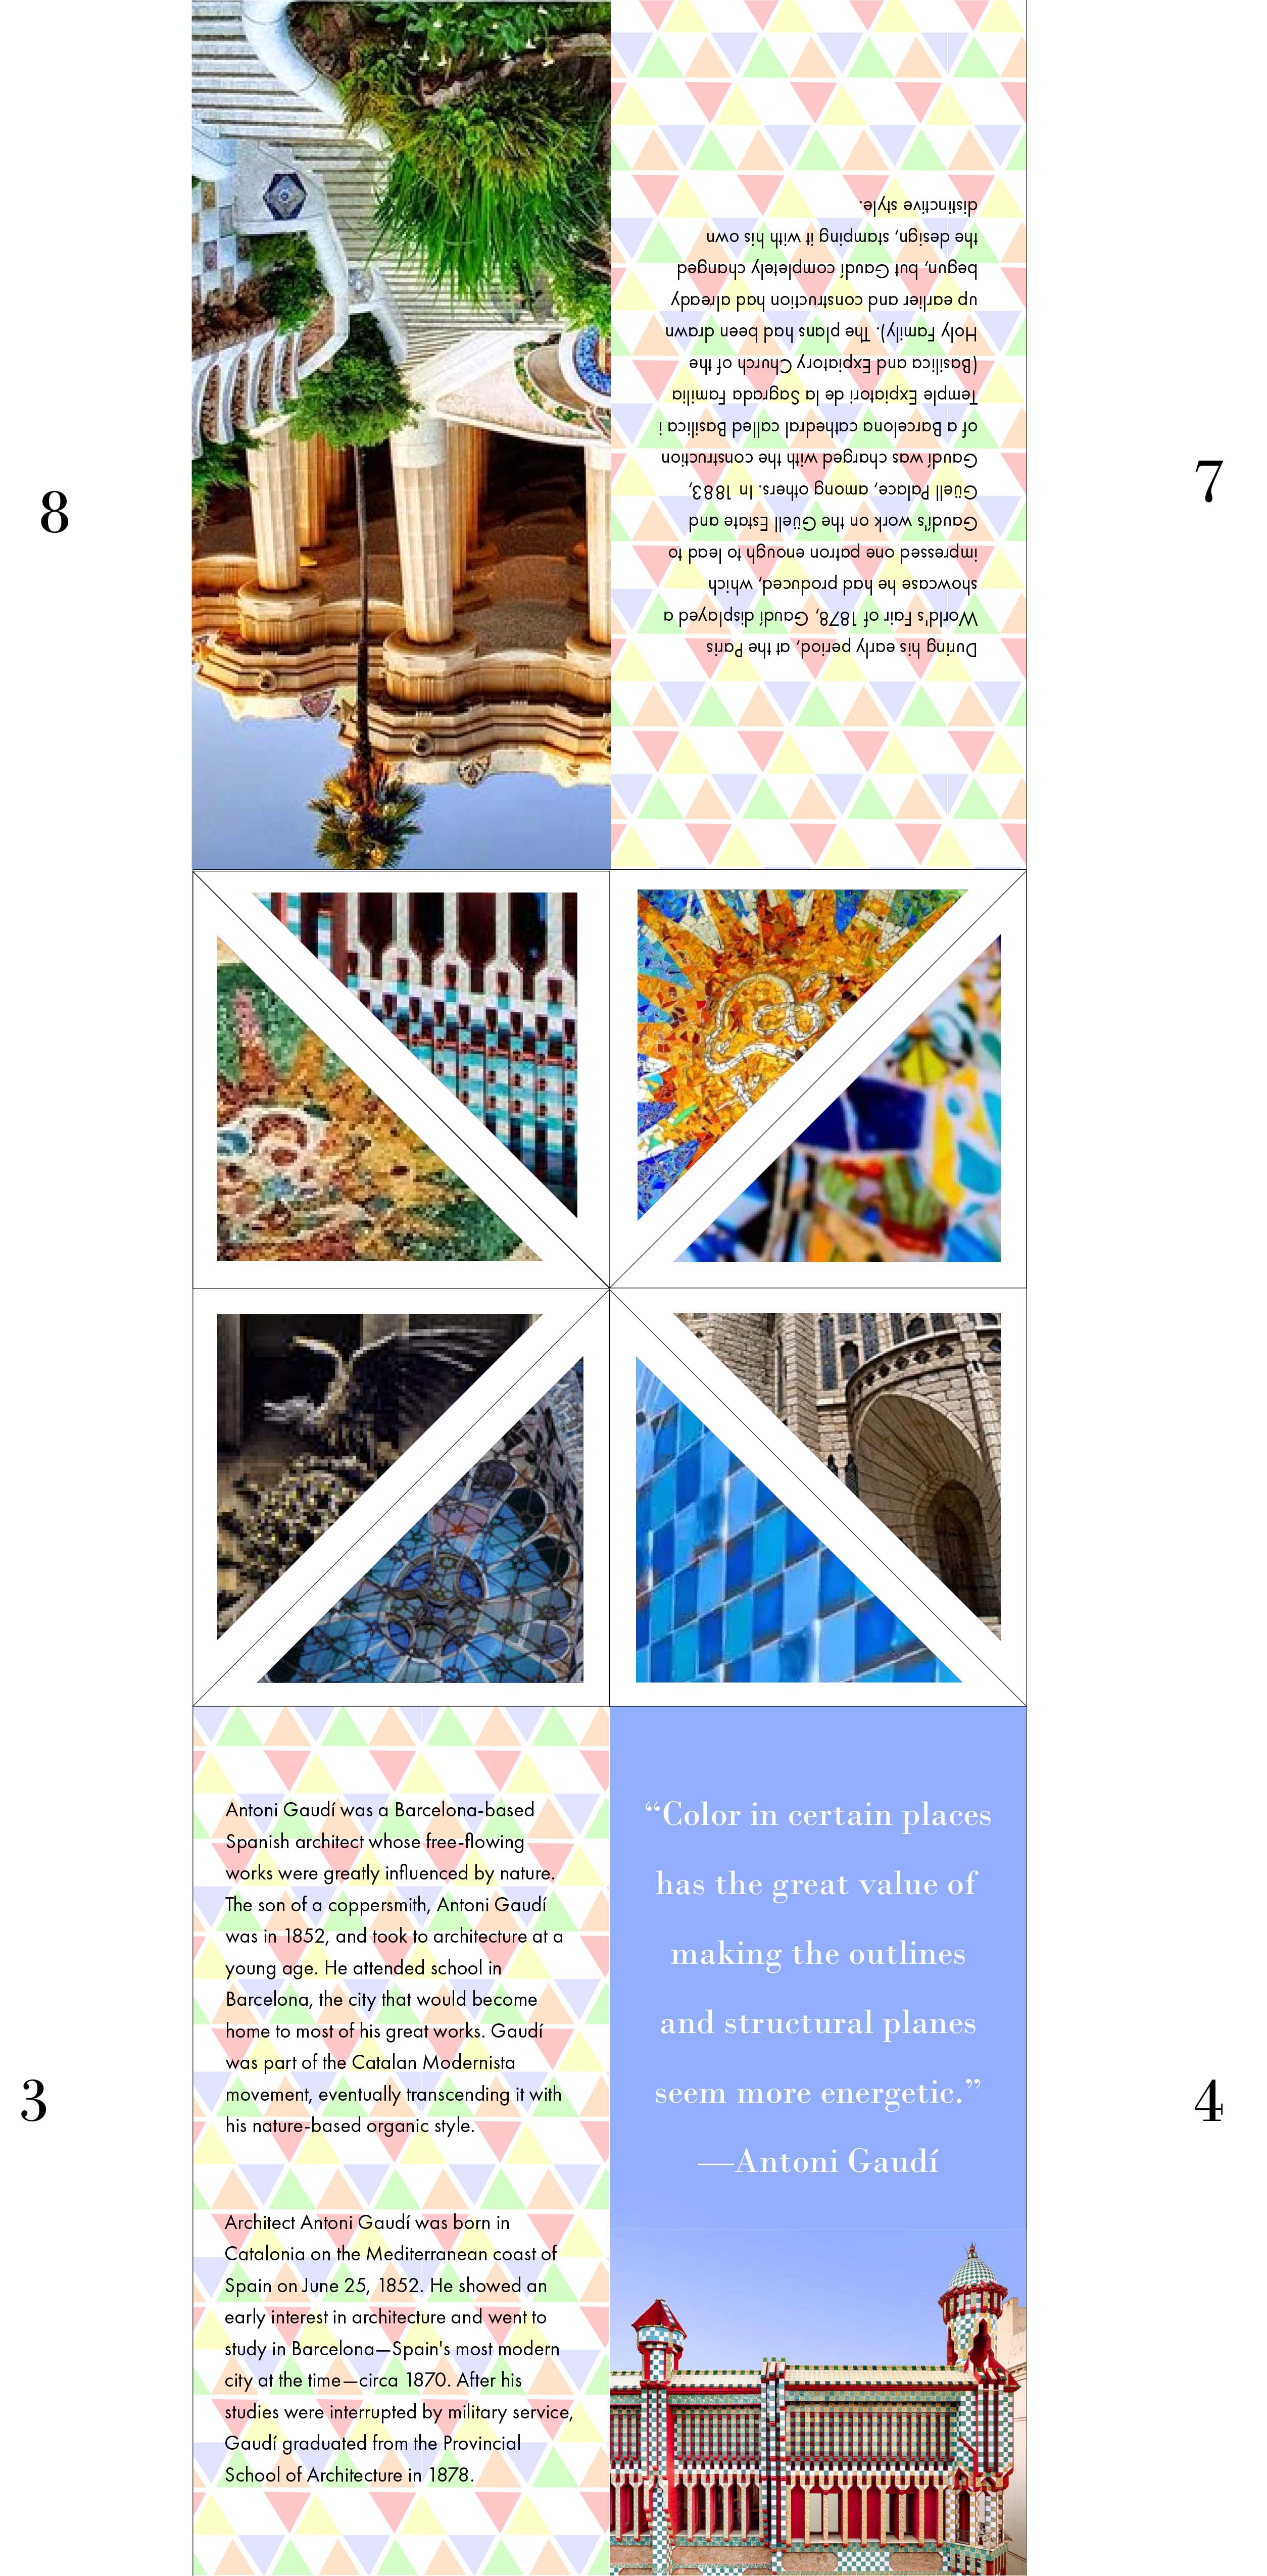 8
7
During his early period, at the Paris
World's Fair of 1878, Gaudí displayed a
showcase he had produced, which
impressed one patron enough to lead to
Gaudí's work on the Güell Estate and
Güell Palace, among others. In 1883,
Gaudí was charged with the construction
of a Barcelona cathedral called Basilica i
Temple Expiatori de la Sagrada Familia
(Basilica and Expiatory Church of the
Holy Family). The plans had been drawn
up earlier and construction had already
begun, but Gaudí completely changed
the design, stamping it with his own
distinctive style.
3
Antoni Gaudí was a Barcelona-based
Spanish architect whose free-flowing
works were greatly influenced by nature.
The son of a coppersmith, Antoni Gaudí
was in 1852, and took to architecture at a
young age. He attended school in
Barcelona, the city that would become
home to most of his great works. Gaudí
was part of the Catalan Modernista
movement, eventually transcending it with
his nature-based organic style.
Architect Antoni Gaudí was born in
Catalonia on the Mediterranean coast of
Spain on June 25, 1852. He showed an
early interest in architecture and went to
study in Barcelona—Spain's most modern
city at the time—circa 1870. After his
studies were interrupted by military service,
Gaudí graduated from the Provincial
School of Architecture in 1878.
“Color in certain places
has the great value of
making the outlines
and structural planes
seem more energetic.”
—Antoni Gaudí
4